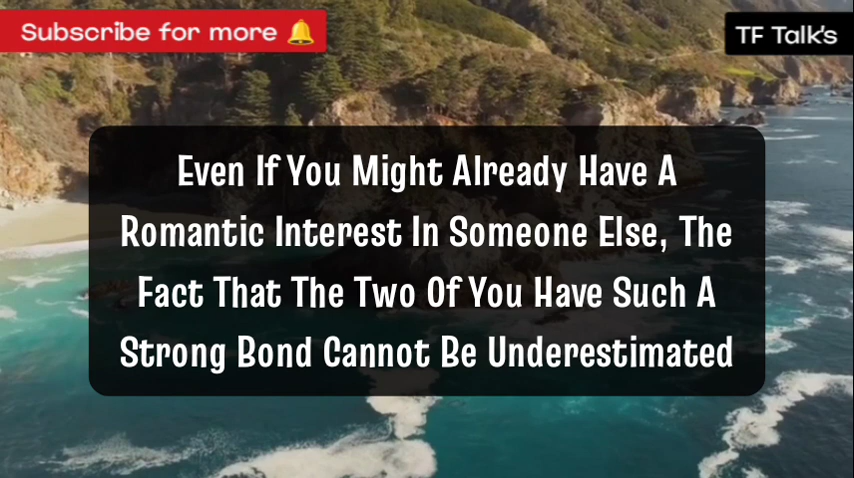 Subscribe for more 🔔
TF Talk's
Even If You Might Already Have A
Romantic Interest In Someone Else, The
Fact That The Two Of You Have Such A
Strong Bond Cannot Be Underestimated